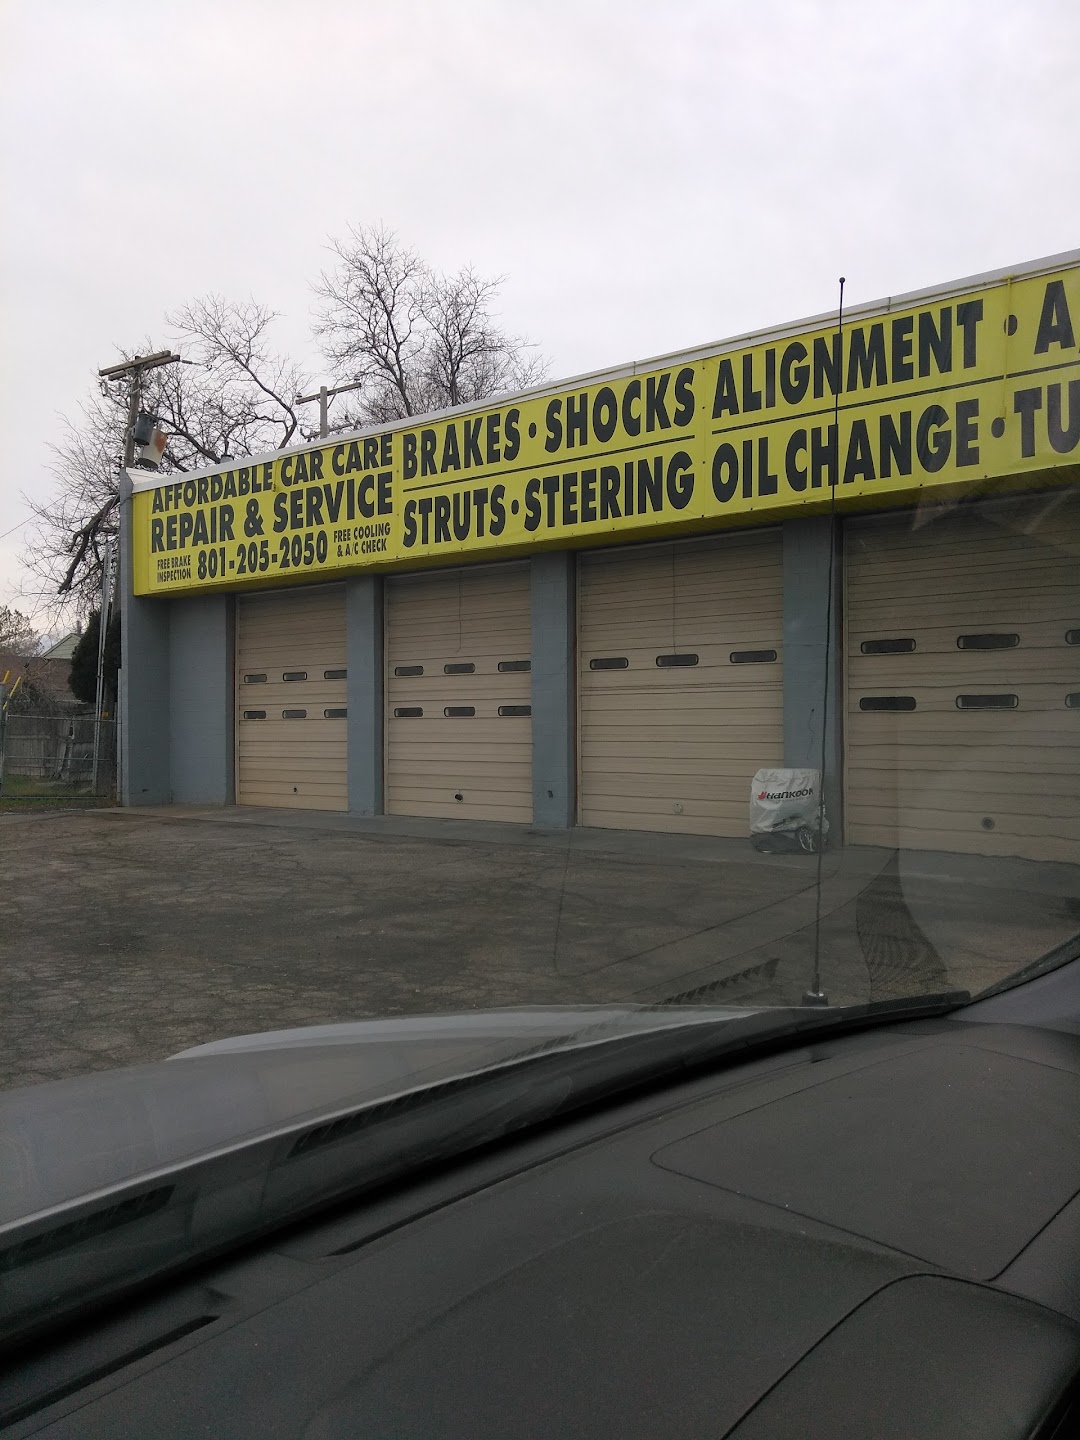 AFFORDABLE CAR CARE
REPAIR & SERVICE
FREE BRAKE
INSPECTION
801-205-2050
FREE COOLING
& A/C CHECK
BRAKES • SHOCKS
STRUTS • STEERING
ALIGNMENT • A
OIL CHANGE • TU
Hankook